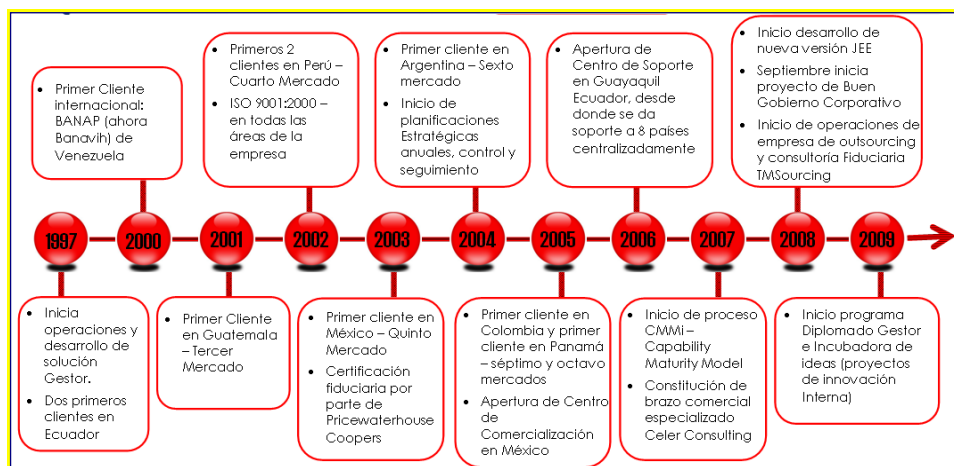 • Primer Cliente
internacional:
BANAP (ahora
Banavih) de
Venezuela
• Primeros 2
clientes en Perú –
Cuarto Mercado
• ISO 9001:2000 –
en todas las
áreas de la
empresa
• Primer cliente en
Argentina – Sexto
mercado
• Inicio de
planificaciones
Estratégicas
anuales, control y
seguimiento
• Apertura de
Centro de Soporte
en Guayaquil
Ecuador, desde
donde se da
soporte a 8 países
centralizadamente
• Inicio desarrollo de
nueva versión JEE
• Septiembre inicia
proyecto de Buen
Gobierno Corporativo
• Inicio de operaciones de
empresa de outsourcing
y consultoría Fiduciaria
TMSourcing
1997
2000
2001
2002
2003
2004
2005
2006
2007
2008
2009
• Inicia
operaciones y
desarrollo de
solución
Gestor.
• Dos primeros
clientes en
Ecuador
• Primer Cliente
en Guatemala
– Tercer
Mercado
• Primer cliente en
México – Quinto
Mercado
• Certificación
fiduciaria por
parte de
Pricewaterhouse
Coopers
• Primer cliente en
Colombia y primer
cliente en Panamá
– séptimo y octavo
mercados
• Apertura de Centro
de
Comercialización
en México
• Inicio de proceso
CMMi –
Capability
Maturity Model
• Constitución de
brazo comercial
especializado
Celer Consulting
• Inicio programa
Diplomado Gestor
e Incubadora de
ideas (proyectos
de innovación
Interna)